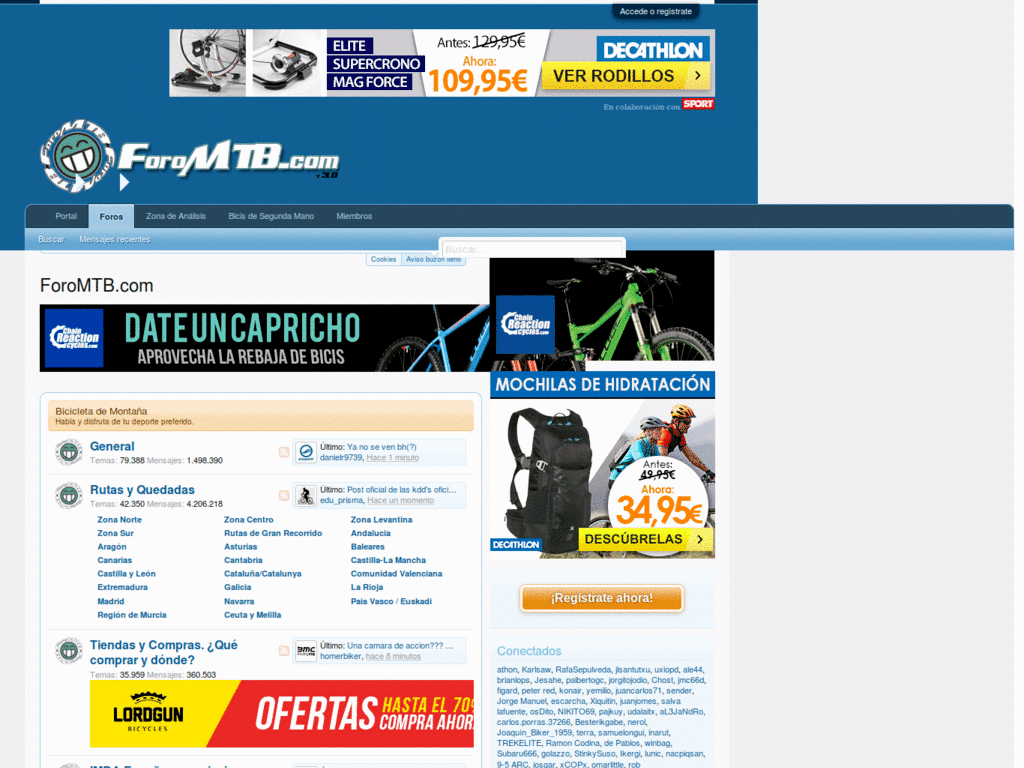 Accede o regístrate
ELITE
SUPERCRONO
MAG FORCE
Antes: 129,95€
Ahora:
109,95€
DECATHLON
VER RODILLOS
En colaboración con SPORT
ForoMTB.com
v 3.0
Portal
Foros
Zona de Análisis
Bicis de Segunda Mano
Miembros
Buscar
Mensajes recientes
Buscar...
Cookies
Aviso buzon lleno
ForoMTB.com
Chain Reaction Cycles.com
DATE UN CAPRICHO
APROVECHA LA REBAJA DE BICIS
Chain Reaction Cycles.com
Bicicleta de Montaña
Habla y disfruta de tu deporte preferido.
General
Temas: 79.388 Mensajes: 1.498.390
Último: Ya no se ven bh(?)
danielr9739, Hace 1 minuto
Rutas y Quedadas
Temas: 42.350 Mensajes: 4.206.218
Último: Post oficial de las kdd's ofici...
edu_prisma, Hace un momento
Zona Norte
Zona Centro
Zona Levantina
Zona Sur
Rutas de Gran Recorrido
Andalucia
Aragón
Asturias
Baleares
Canarias
Cantabria
Castilla-La Mancha
Castilla y León
Cataluña/Catalunya
Comunidad Valenciana
Extremadura
Galicia
La Rioja
Madrid
Navarra
Pais Vasco / Euskadi
Región de Murcia
Ceuta y Melilla
Tiendas y Compras. ¿Qué
comprar y dónde?
Temas: 35.959 Mensajes: 360.503
Último: Una camara de accion??? ...
homerbiker, hace 8 minutos
LORDGUN
BICYCLES
OFERTAS
HASTA EL 70%
COMPRA AHOR
MOCHILAS DE HIDRATACIÓN
Antes:
49,95€
Ahora:
34,95€
DECATHLON
DESCÚBRELAS
¡Regístrate ahora!
Conectados
athon, Karlsaw, RafaSepulveda, jisantutxu, uxiopd, ale44,
brianlops, Jesahe, palbertogc, jorgitojodio, Chost, jmc66d,
figard, peter red, konair, yemilio, juancarlos71, sender,
Jorge Manuel, escarcha, Xiquitin, juanjomes, salva
lafuente, osDito, NIKITO69, pajkuy, udalaitx, aL3JaNdRo,
carlos.porras.37266, Besterikgabe, nerol,
Joaquin_Biker_1959, terra, samuelongui, inarut,
TREKELITE, Ramon Codina, de Pablos, winbag,
Subaru666, golazzo, StinkySuso, Ikergi, lunic, nacpiqsan,
9-5 ARC, josgar, xCOPx, omarlittle, rob